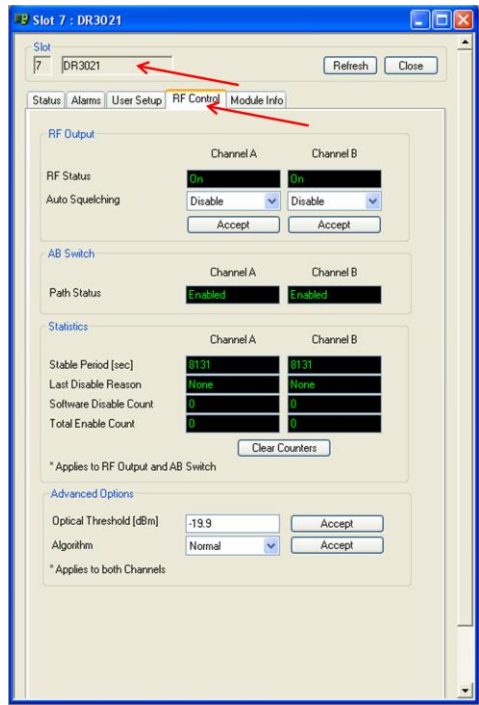 Slot 7 : DR3021
Slot
7 DR3021 Refresh Close
Status Alarms User Setup RF Control Module Info
RF Output
Channel A Channel B
RF Status On On
Auto Squelching Disable Disable
Accept Accept
AB Switch
Channel A Channel B
Path Status Enabled Enabled
Statistics
Channel A Channel B
Stable Period [sec] 8131 8131
Last Disable Reason None None
Software Disable Count 0 0
Total Enable Count 0 0
Clear Counters
* Applies to RF Output and AB Switch
Advanced Options
Optical Threshold [dBm] -19.9 Accept
Algorithm Normal Accept
* Applies to both Channels